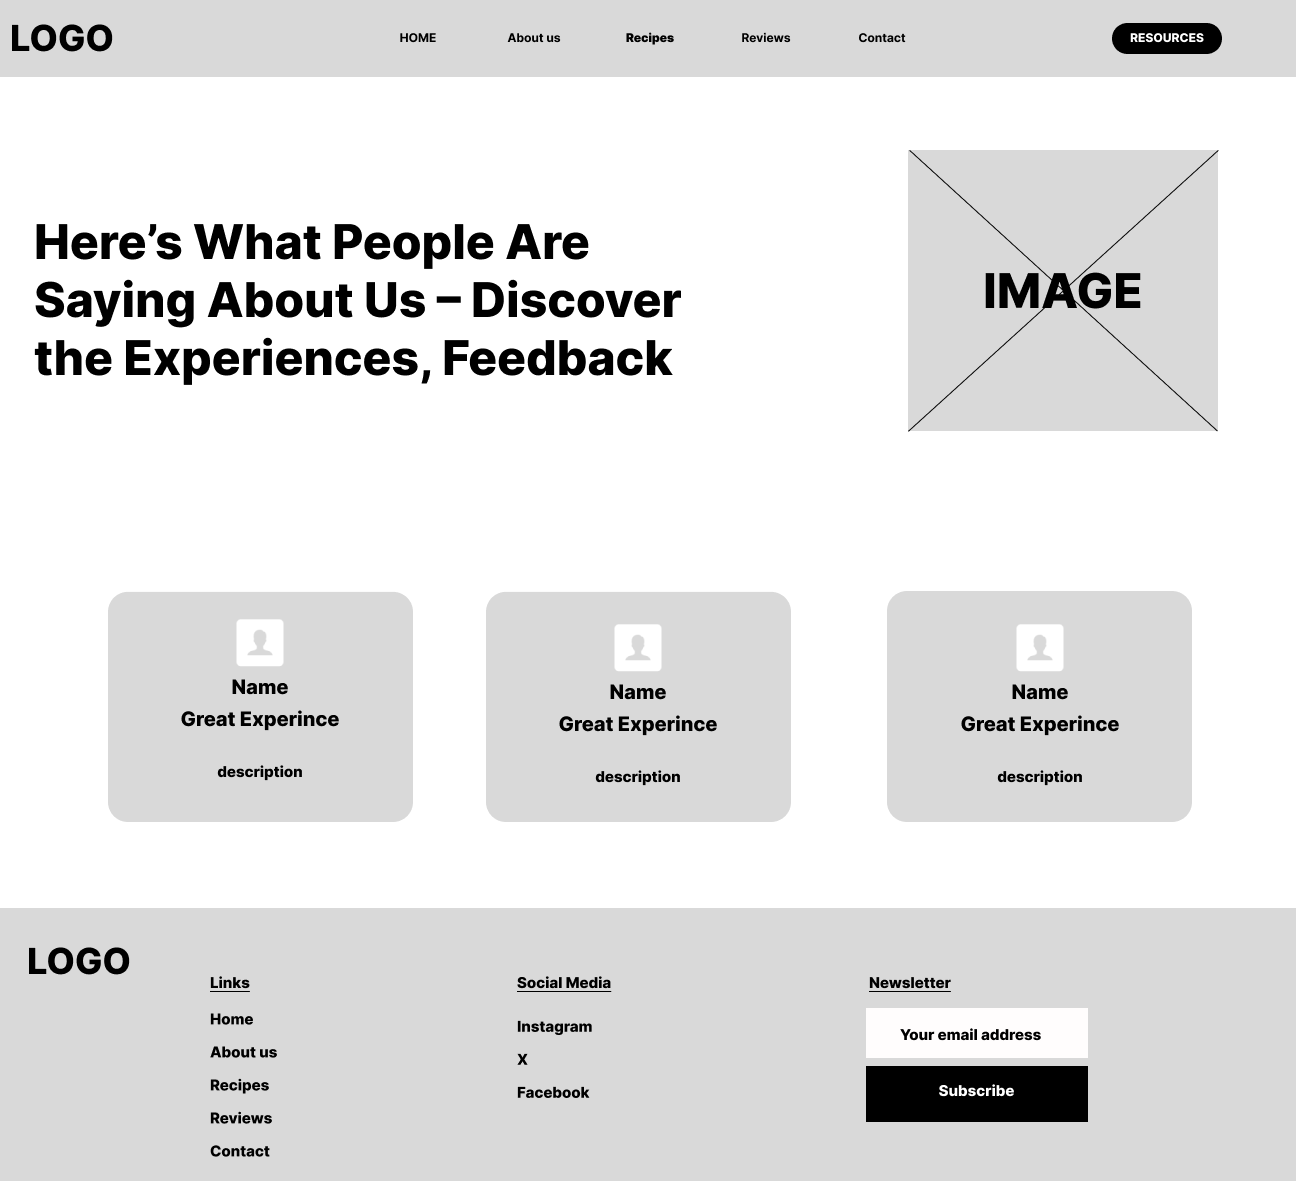 LOGO
HOME
About us
Recipes
Reviews
Contact
RESOURCES
Here’s What People Are
Saying About Us – Discover
the Experiences, Feedback
IMAGE
Name
Great Experince
description
Name
Great Experince
description
Name
Great Experince
description
LOGO
Links
Home
About us
Recipes
Reviews
Contact
Social Media
Instagram
X
Facebook
Newsletter
Your email address
Subscribe